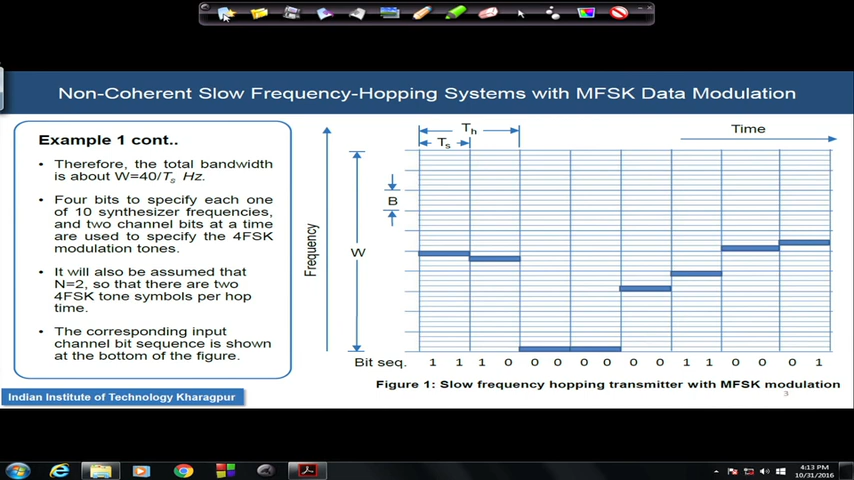 Non-Coherent Slow Frequency-Hopping Systems with MFSK Data Modulation
Example 1 cont..
• Therefore, the total bandwidth
is about W=40/Ts Hz.
• Four bits to specify each one
of 10 synthesizer frequencies,
and two channel bits at a time
are used to specify the 4FSK
modulation tones.
• It will also be assumed that
N=2, so that there are two
4FSK tone symbols per hop
time.
• The corresponding input
channel bit sequence is shown
at the bottom of the figure.
Th
Ts
Time
B
W
Frequency
Bit seq. 1 1 1 0 0 0 0 0 0 0 1 1 0 0 0 1
Figure 1: Slow frequency hopping transmitter with MFSK modulation
3
Indian Institute of Technology Kharagpur
4:13 PM
10/31/2016